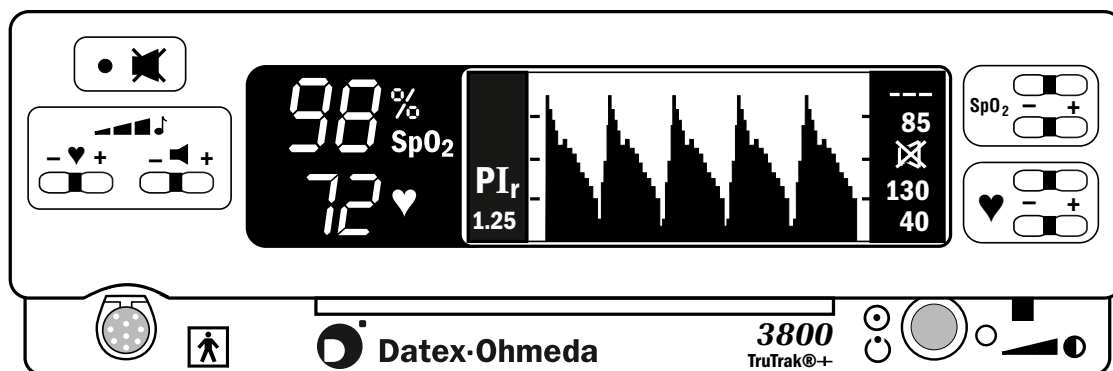 98 % SpO2
72
PIr
1.25
---
85
130
40
- + - +
SpO2 - +
- +
Datex·Ohmeda
3800
TruTrak®+